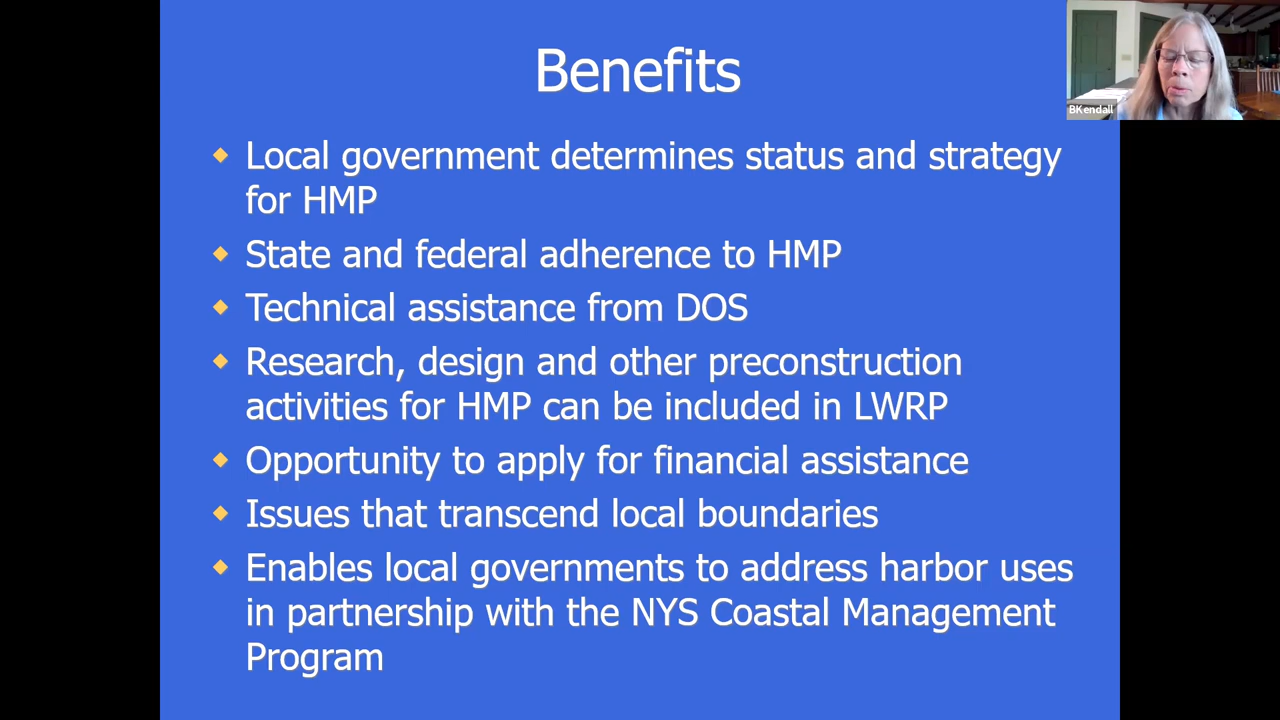 Benefits
BKendall
Local government determines status and strategy
for HMP
State and federal adherence to HMP
Technical assistance from DOS
Research, design and other preconstruction
activities for HMP can be included in LWRP
Opportunity to apply for financial assistance
Issues that transcend local boundaries
Enables local governments to address harbor uses
in partnership with the NYS Coastal Management
Program